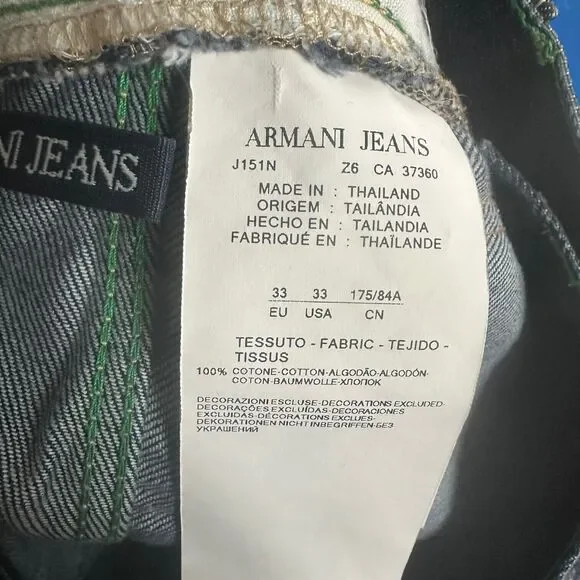 NI JEANS
ARMANI JEANS
J151N Z6 CA 37360
MADE IN : THAILAND
ORIGEM : TAILÂNDIA
HECHO EN : TAILANDIA
FABRIQUÉ EN : THAÏLANDE
33 33 175/84A
EU USA CN
TESSUTO - FABRIC - TEJIDO -
TISSUS
100% COTONE-COTTON-ALGODÃO-ALGODÓN-
COTON-BAUMWOLLE-ХЛОПОК
DECORAZIONI ESCLUSE-DECORATIONS EXCLUDED-
DECORAÇÕES EXCLUÍDAS-DECORACIONES
EXCLUIDAS-DÉCORATIONS EXCLUES-
DEKORATIONEN NICHT INBEGRIFFEN-БЕЗ
УКРАШЕНИЙ